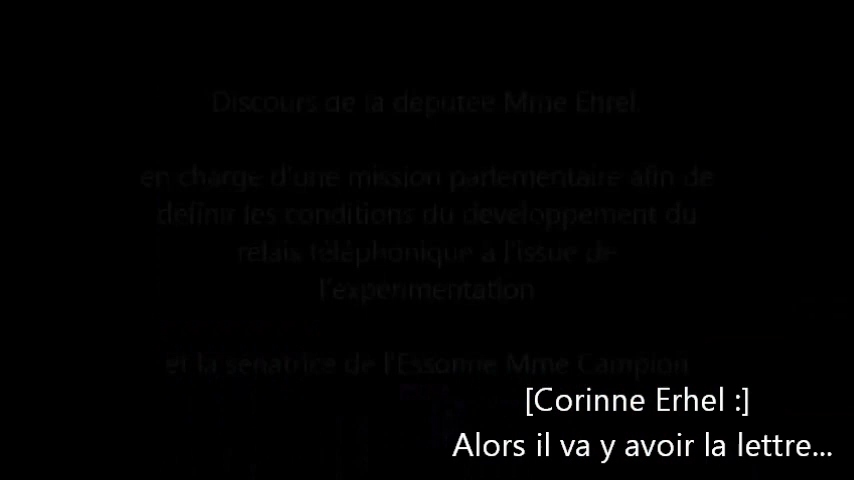 Discours de la députée Mme Ehrel
en charge d'une mission parlementaire afin de
définir les conditions du développement du
relais téléphonique à l'issue de
l'expérimentation
et la sénatrice de l'Essonne Mme Campion
[Corinne Erhel :]
Alors il va y avoir la lettre...